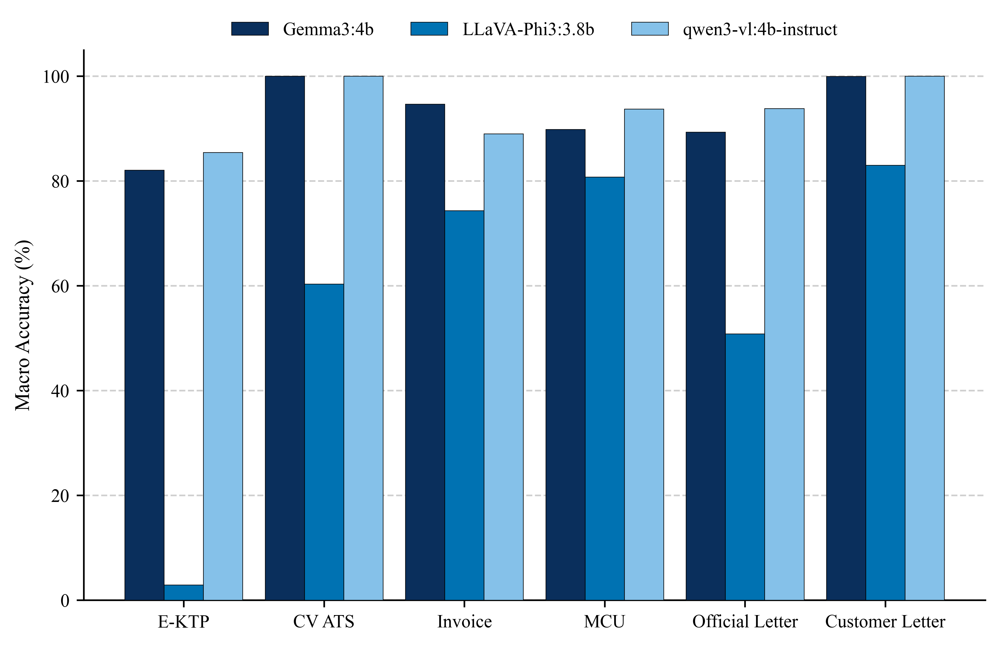 Gemma3:4b LLaVA-Phi3:3.8b qwen3-vl:4b-instruct
Macro Accuracy (%)
100
80
60
40
20
0
E-KTP CV ATS Invoice MCU Official Letter Customer Letter